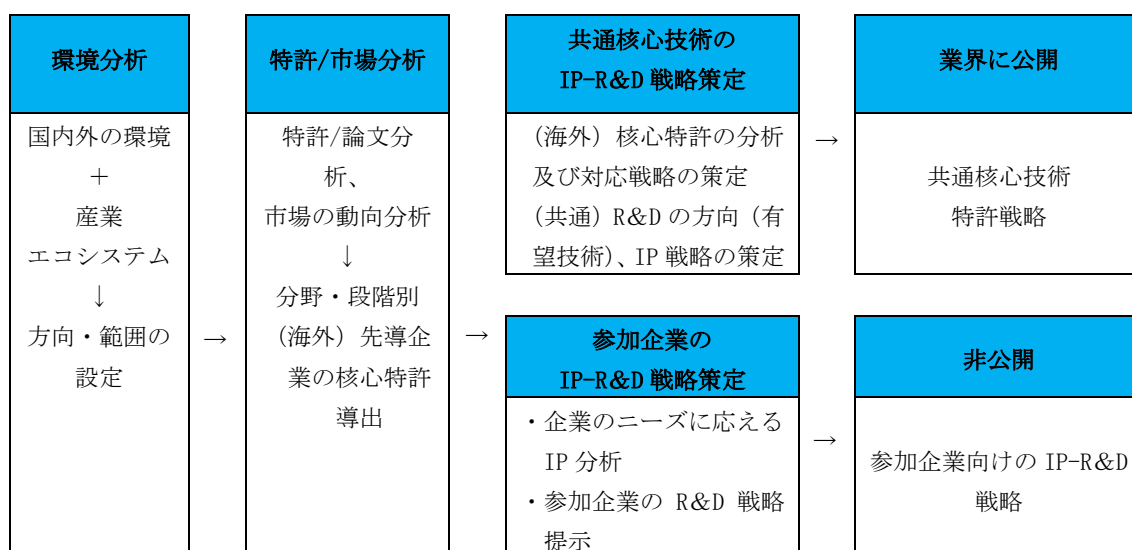 環境分析
国内外の環境
＋
産業
エコシステム
↓
方向・範囲の
設定
→
特許/市場分析
特許/論文分
析、
市場の動向分析
↓
分野・段階別
（海外）先導企
業の核心特許
導出
→
共通核心技術の
IP-R&D 戦略策定
（海外）核心特許の分析
及び対応戦略の策定
（共通）R&D の方向（有
望技術）、IP 戦略の策定
→
業界に公開
共通核心技術
特許戦略
参加企業の
IP-R&D 戦略策定
・企業のニーズに応える
IP 分析
・参加企業の R&D 戦略
提示
→
非公開
参加企業向けの IP-R&D
戦略